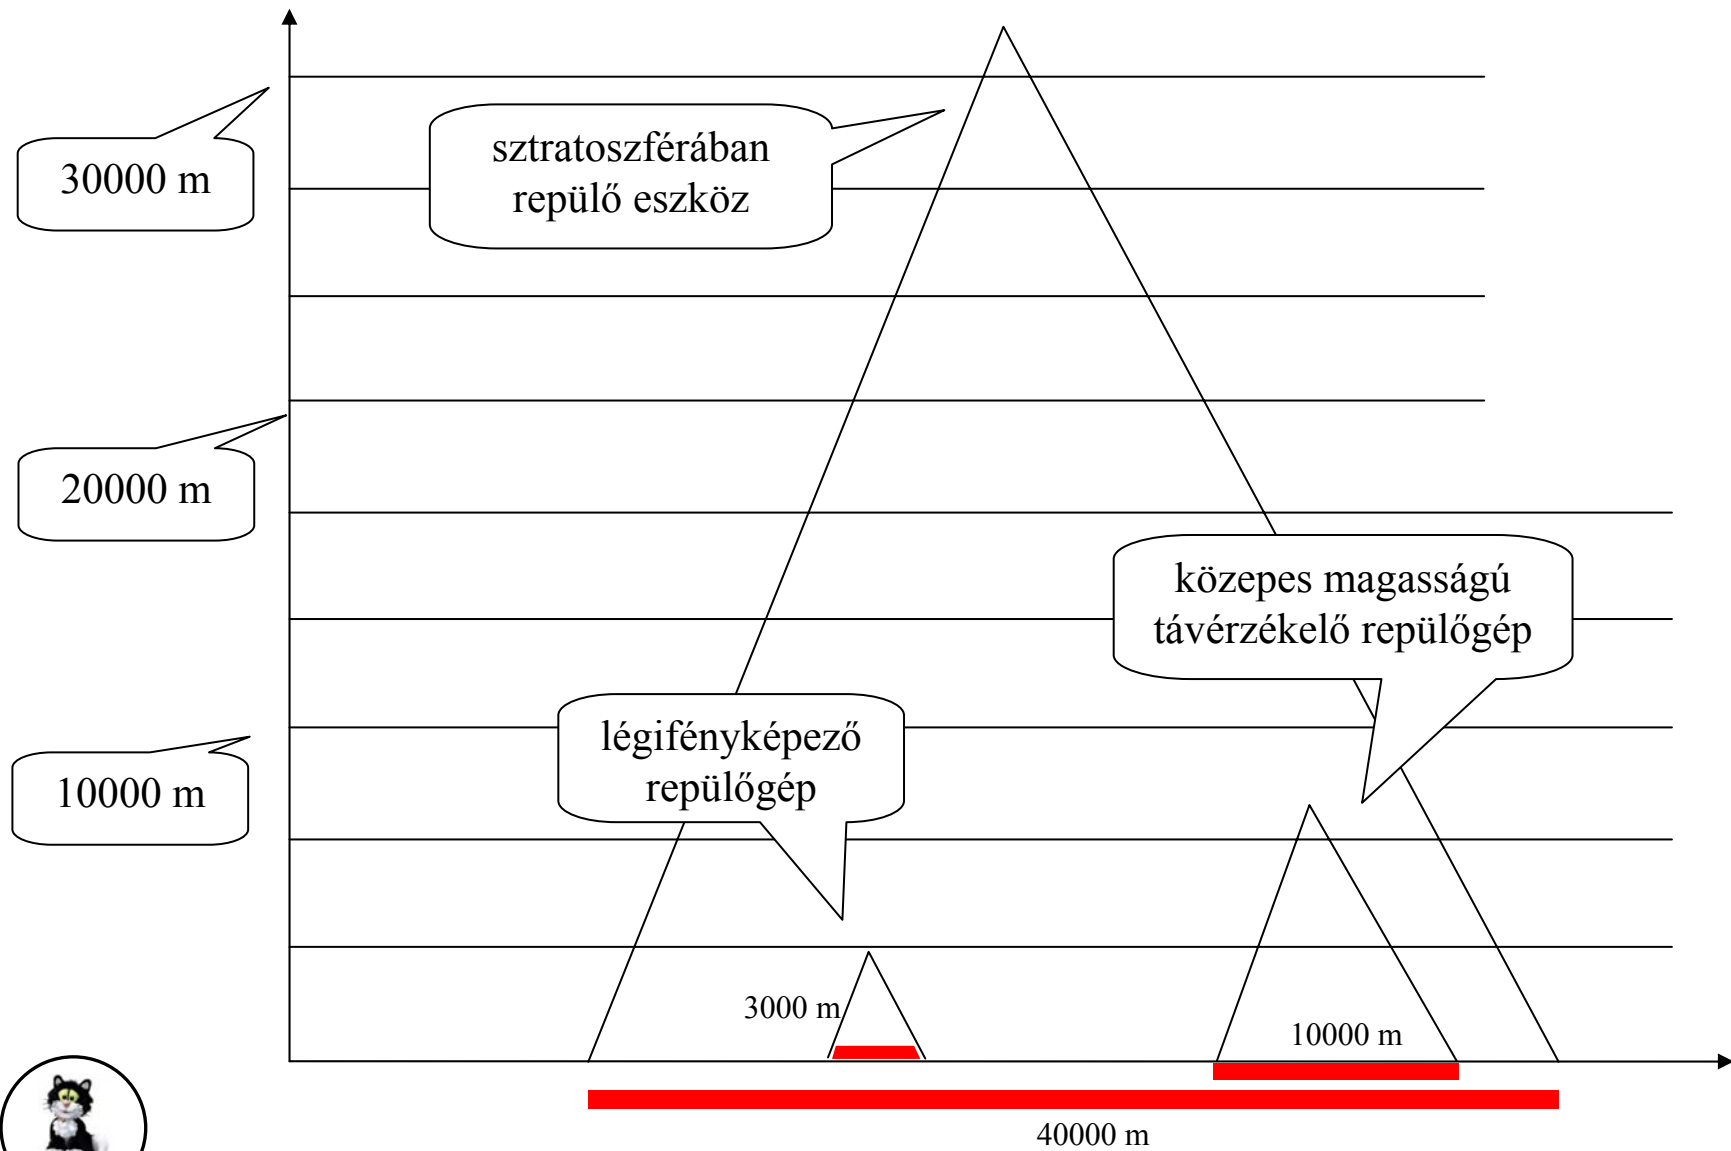 30000 m
sztratoszférában
repülő eszköz
20000 m
közepes magasságú
távérzékelő repülőgép
légifényképező
repülőgép
10000 m
3000 m
10000 m
40000 m